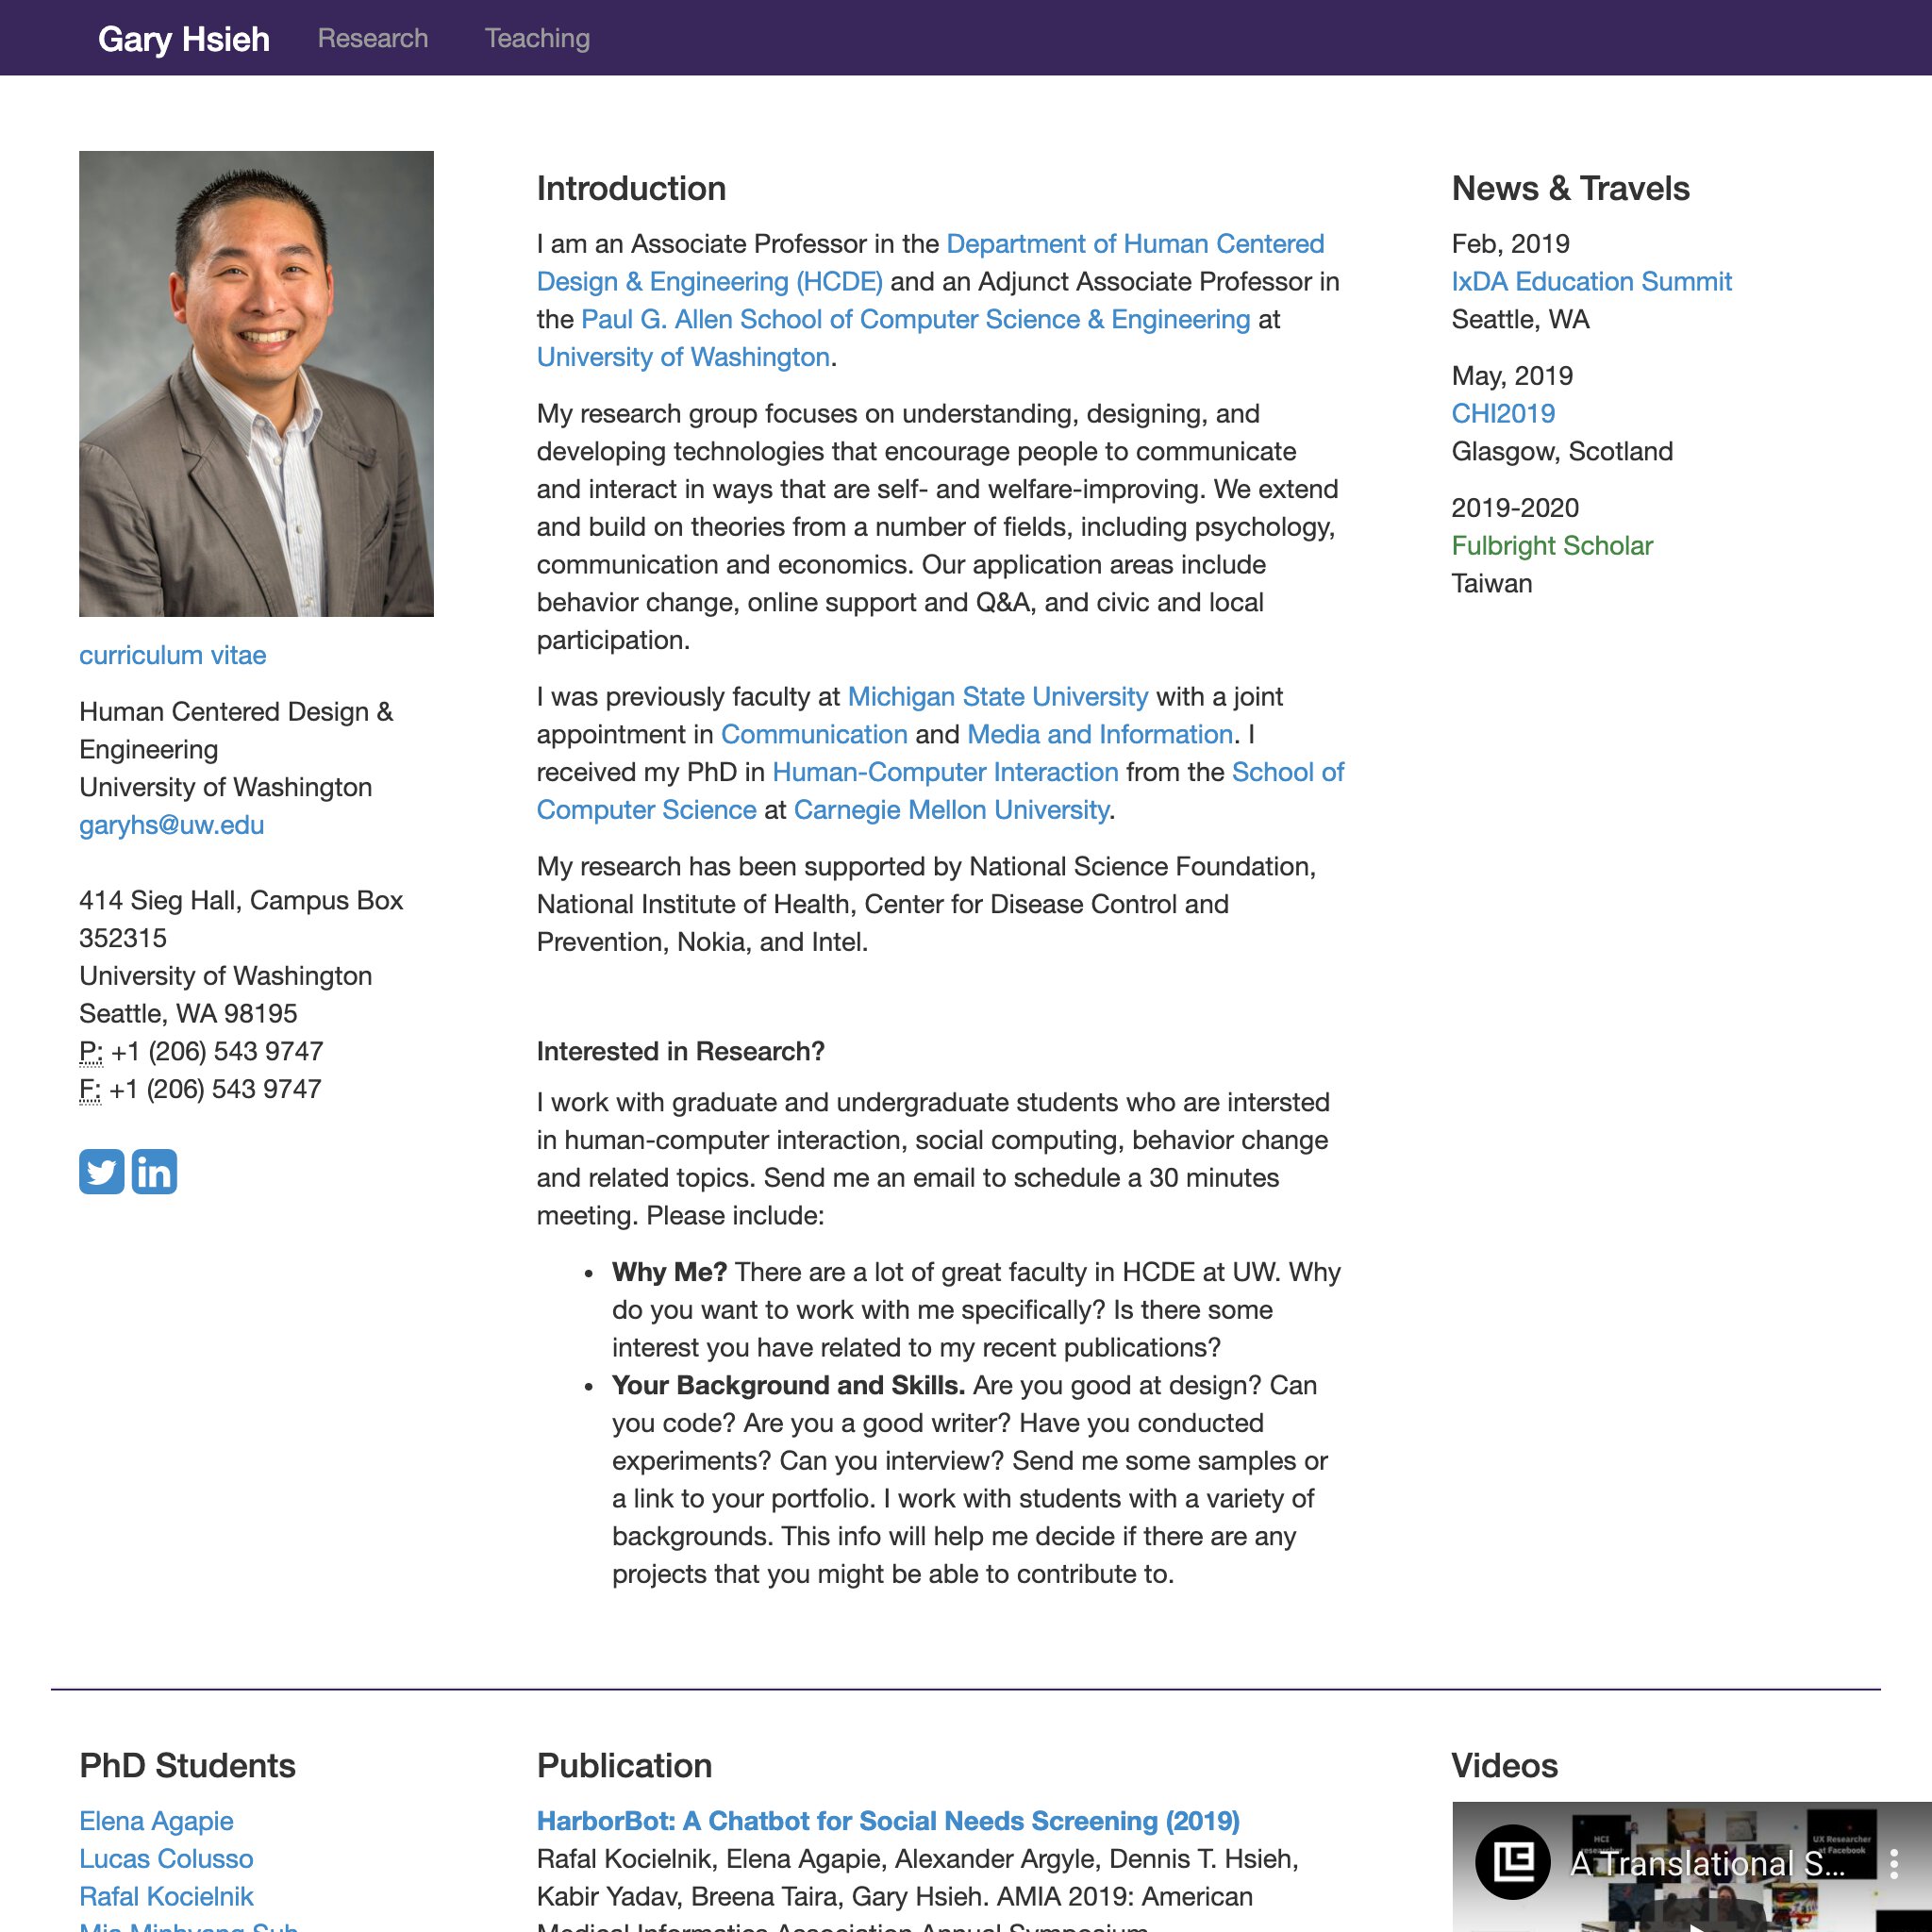 Gary Hsieh Research Teaching
curriculum vitae
Human Centered Design &
Engineering
University of Washington
garyhs@uw.edu
414 Sieg Hall, Campus Box
352315
University of Washington
Seattle, WA 98195
P: +1 (206) 543 9747
F: +1 (206) 543 9747
in
Introduction
I am an Associate Professor in the Department of Human Centered
Design & Engineering (HCDE) and an Adjunct Associate Professor in
the Paul G. Allen School of Computer Science & Engineering at
University of Washington.
My research group focuses on understanding, designing, and
developing technologies that encourage people to communicate
and interact in ways that are self- and welfare-improving. We extend
and build on theories from a number of fields, including psychology,
communication and economics. Our application areas include
behavior change, online support and Q&A, and civic and local
participation.
I was previously faculty at Michigan State University with a joint
appointment in Communication and Media and Information. I
received my PhD in Human-Computer Interaction from the School of
Computer Science at Carnegie Mellon University.
My research has been supported by National Science Foundation,
National Institute of Health, Center for Disease Control and
Prevention, Nokia, and Intel.
Interested in Research?
I work with graduate and undergraduate students who are intersted
in human-computer interaction, social computing, behavior change
and related topics. Send me an email to schedule a 30 minutes
meeting. Please include:
• Why Me? There are a lot of great faculty in HCDE at UW. Why
do you want to work with me specifically? Is there some
interest you have related to my recent publications?
• Your Background and Skills. Are you good at design? Can
you code? Are you a good writer? Have you conducted
experiments? Can you interview? Send me some samples or
a link to your portfolio. I work with students with a variety of
backgrounds. This info will help me decide if there are any
projects that you might be able to contribute to.
News & Travels
Feb, 2019
IxDA Education Summit
Seattle, WA
May, 2019
CHI2019
Glasgow, Scotland
2019-2020
Fulbright Scholar
Taiwan
PhD Students
Elena Agapie
Lucas Colusso
Rafal Kocielnik
Mia Minhyang Suh
Publication
HarborBot: A Chatbot for Social Needs Screening (2019)
Rafal Kocielnik, Elena Agapie, Alexander Argyle, Dennis T. Hsieh,
Kabir Yadav, Breena Taira, Gary Hsieh. AMIA 2019: American
Medical Informatics Association Annual Symposium
Videos
A Translational S...
HCI
UX Researcher
at Facebook